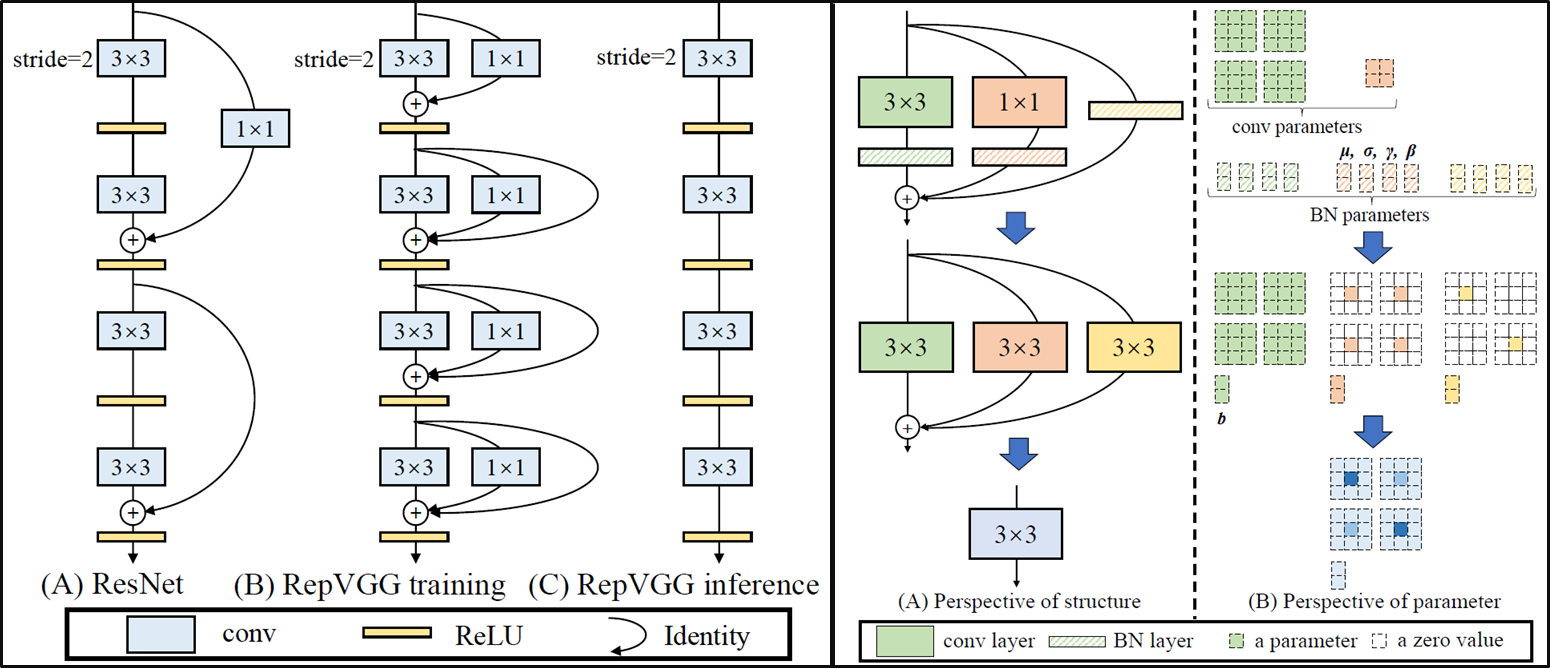 stride=2
3×3
1×1
3×3
+
3×3
3×3
+
(A) ResNet
stride=2
3×3
1×1
+
3×3
1×1
+
3×3
1×1
+
3×3
1×1
+
(B) RepVGG training
stride=2
3×3
3×3
3×3
3×3
(C) RepVGG inference
conv
ReLU
Identity
3×3
1×1
+
3×3
3×3
3×3
+
3×3
(A) Perspective of structure
conv parameters
μ, σ, γ, β
BN parameters
b
(B) Perspective of parameter
conv layer
BN layer
a parameter
a zero value